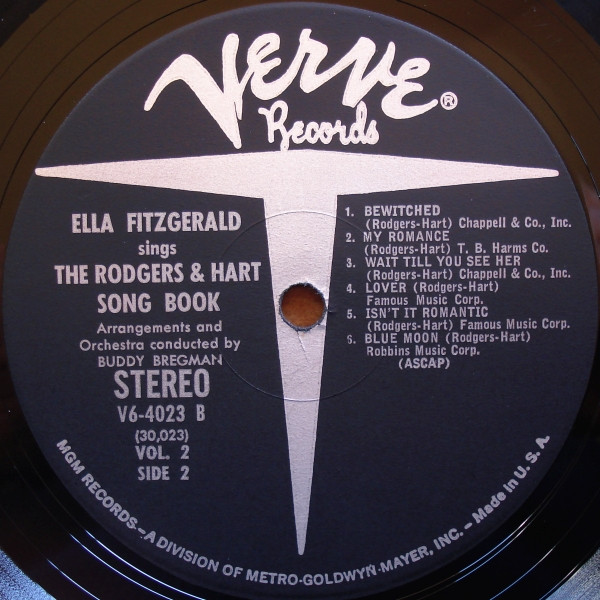 VERVE®
Records
ELLA FITZGERALD
sings
THE RODGERS & HART
SONG BOOK
Arrangements and
Orchestra conducted by
BUDDY BREGMAN
STEREO
V6-4023 B
(30,023)
VOL. 2
SIDE 2
1. BEWITCHED
(Rodgers-Hart) Chappell & Co., Inc.
2. MY ROMANCE
(Rodgers-Hart) T. B. Harms Co.
3. WAIT TILL YOU SEE HER
(Rodgers-Hart) Chappell & Co., Inc.
4. LOVER (Rodgers-Hart)
Famous Music Corp.
5. ISN'T IT ROMANTIC
(Rodgers-Hart) Famous Music Corp.
6. BLUE MOON (Rodgers-Hart)
Robbins Music Corp.
(ASCAP)
MGM RECORDS—A DIVISION OF METRO-GOLDWYN-MAYER, INC. – Made in U. S. A.